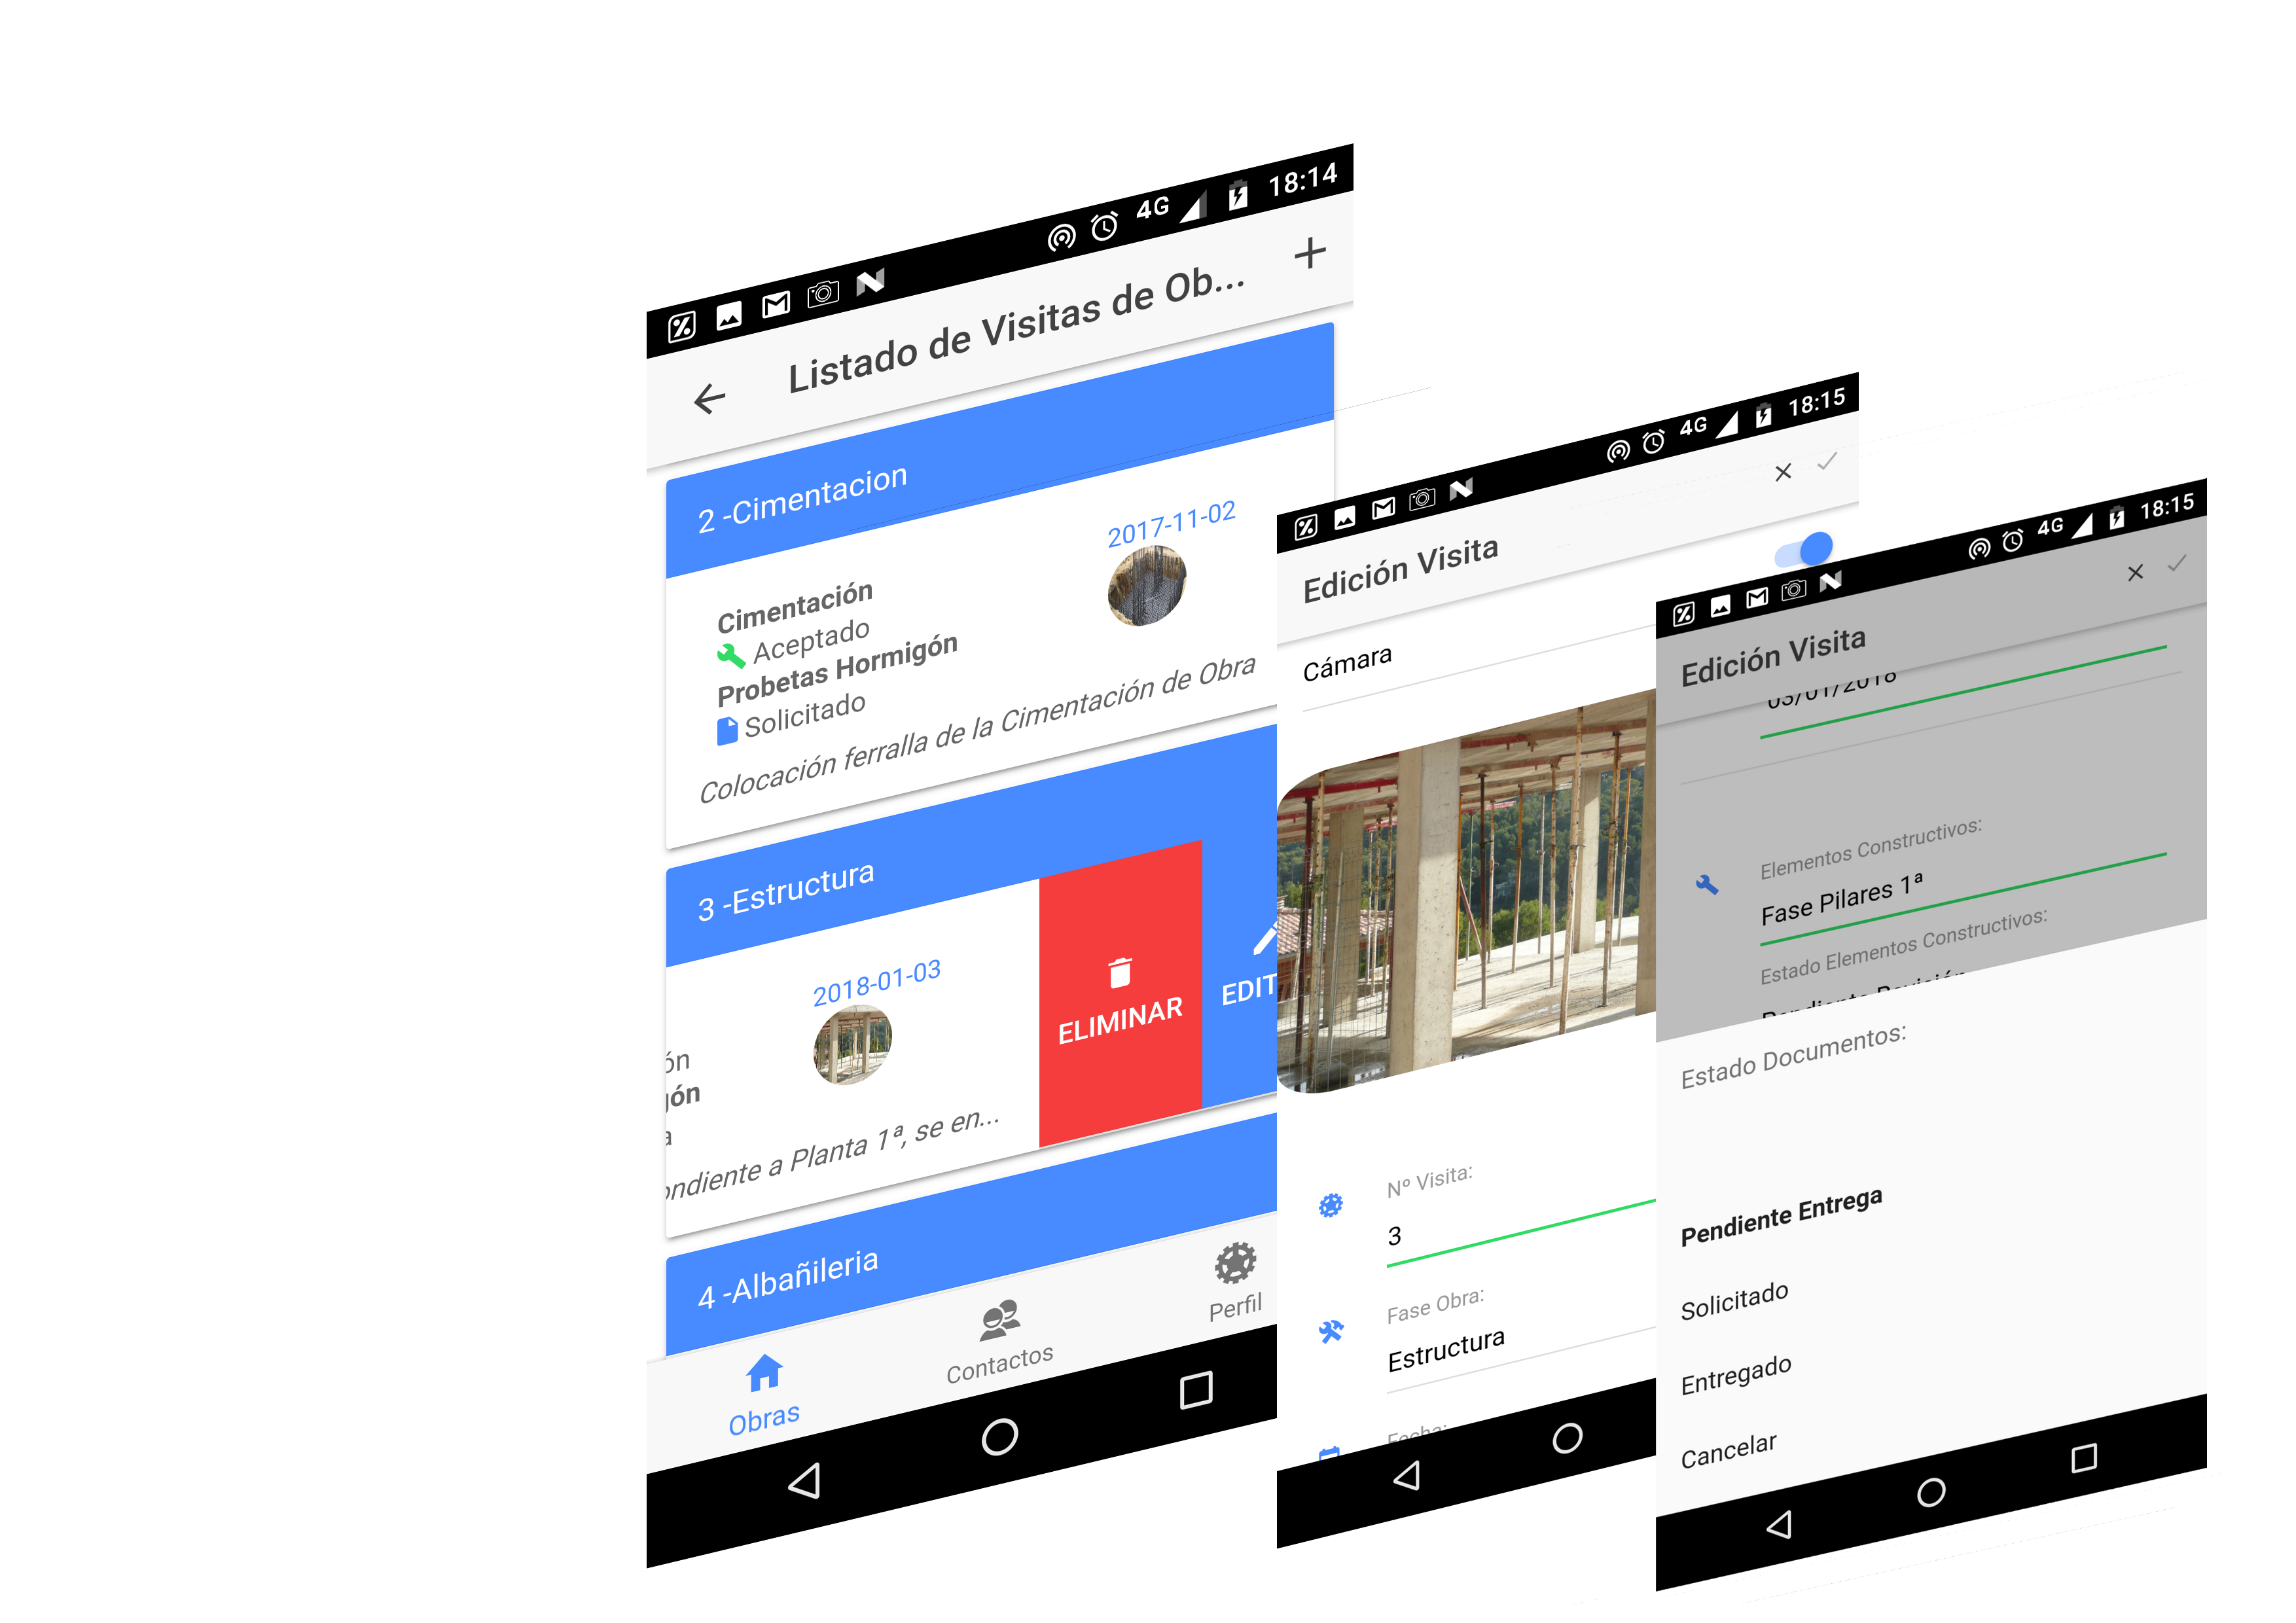 4G 18:14
Listado de Visitas de Ob...
2 -Cimentacion
2017-11-02
Cimentación
Aceptado
Probetas Hormigón
Solicitado
Colocación ferralla de la Cimentación de Obra
3 -Estructura
2018-01-03
ón
gón
a
ondiente a Planta 1ª, se en...
ELIMINAR
EDIT
4 -Albañileria
Obras
Contactos
Perfil
4G 18:15
Edición Visita
Cámara
Nº Visita:
3
Fase Obra:
Estructura
Fecha:
4G 18:15
Edición Visita
03/01/2018
Elementos Constructivos:
Fase Pilares 1ª
Estado Elementos Constructivos:
Pendiente Revisión
Estado Documentos:
Pendiente Entrega
Solicitado
Entregado
Cancelar